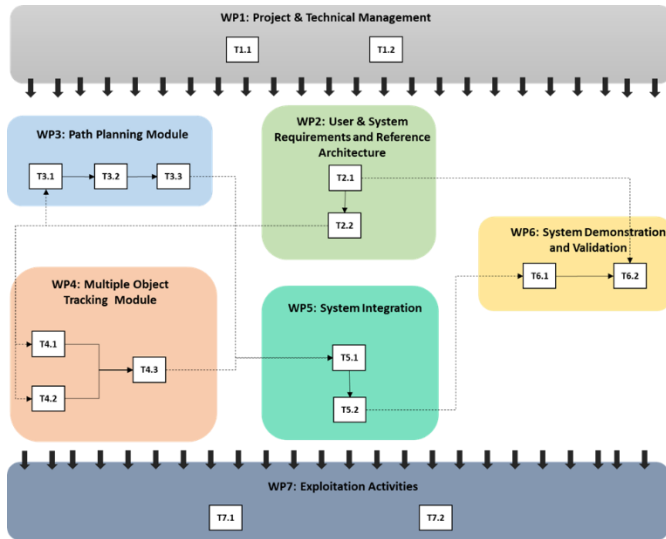 WP1: Project & Technical Management
T1.1
T1.2
WP3: Path Planning Module
T3.1
T3.2
T3.3
WP2: User & System
Requirements and Reference
Architecture
T2.1
T2.2
WP6: System Demonstration
and Validation
T6.1
T6.2
WP4: Multiple Object
Tracking Module
T4.1
T4.2
T4.3
WP5: System Integration
T5.1
T5.2
WP7: Exploitation Activities
T7.1
T7.2